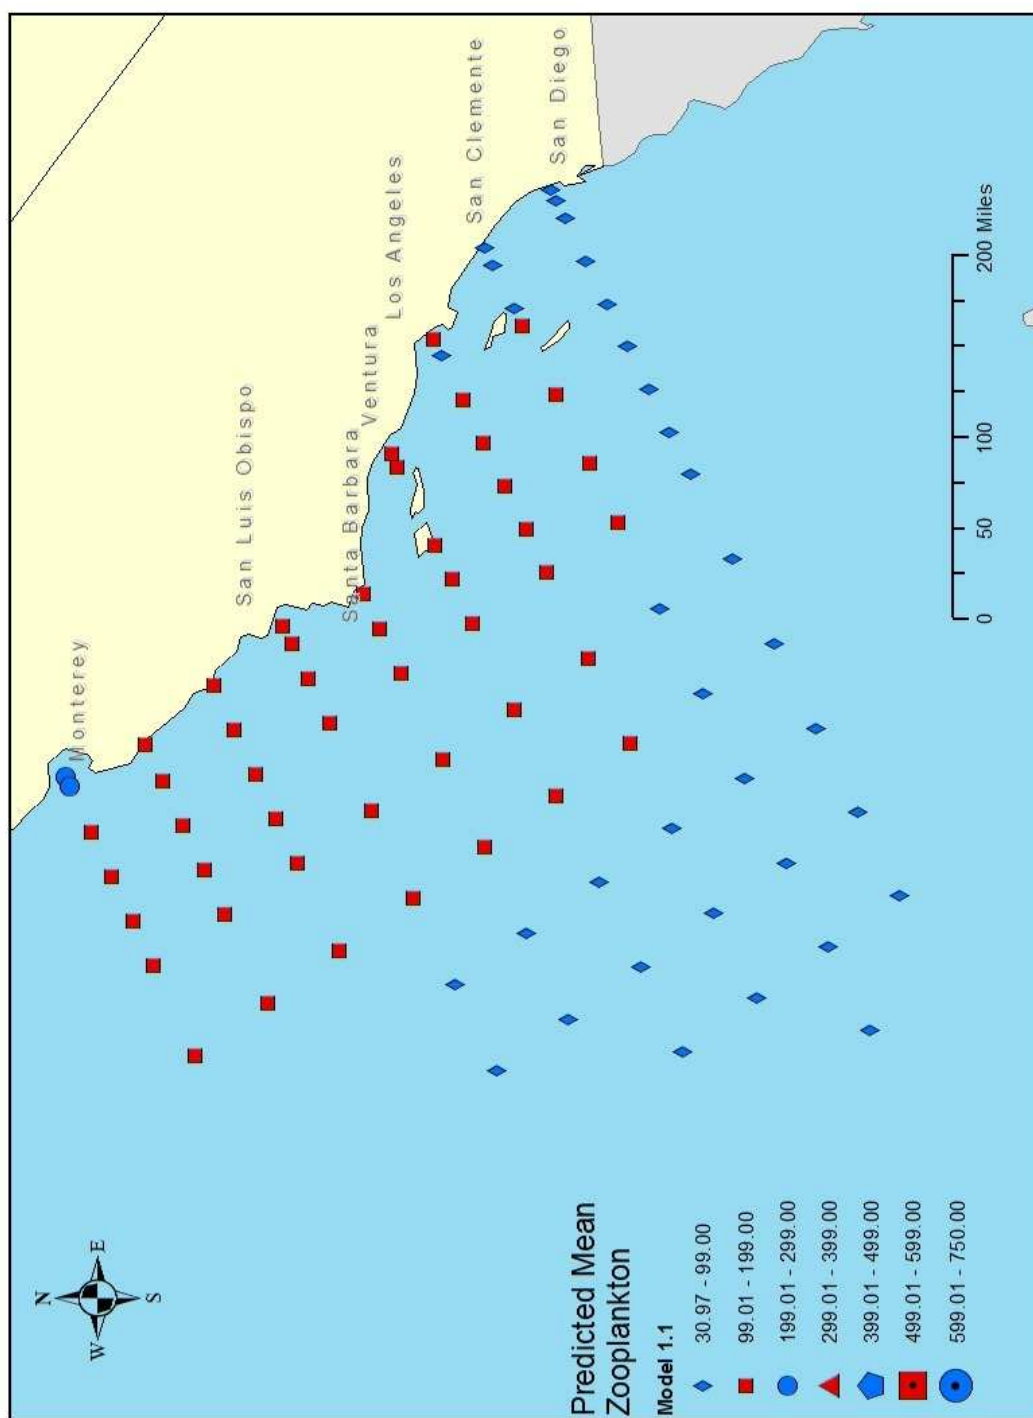 N
W
E
S
Monterey
San Luis Obispo
Santa Barbara
Ventura
Los Angeles
San Clemente
San Diego
Predicted Mean
Zooplankton
Model 1.1
30.97 - 99.00
99.01 - 199.00
199.01 - 299.00
299.01 - 399.00
399.01 - 499.00
499.01 - 599.00
599.01 - 750.00
0 50 100 200 Miles